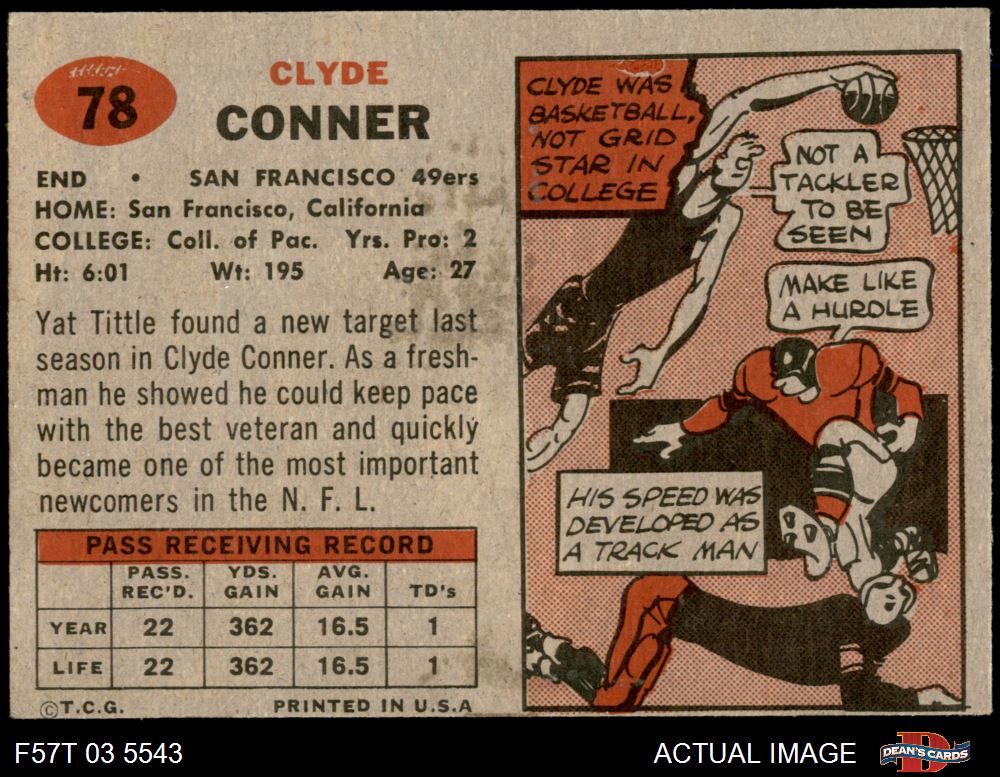 78
CLYDE
CONNER
END • SAN FRANCISCO 49ers
HOME: San Francisco, California
COLLEGE: Coll. of Pac. Yrs. Pro: 2
Ht: 6:01 Wt: 195 Age: 27
Yat Tittle found a new target last
season in Clyde Conner. As a fresh-
man he showed he could keep pace
with the best veteran and quickly
became one of the most important
newcomers in the N. F. L.
PASS RECEIVING RECORD
PASS. REC'D. YDS. GAIN AVG. GAIN TD's
YEAR 22 362 16.5 1
LIFE 22 362 16.5 1
©T.C.G. PRINTED IN U.S.A
CLYDE WAS
BASKETBALL,
NOT GRID
STAR IN
COLLEGE
NOT A
TACKLER
TO BE
SEEN
MAKE LIKE
A HURDLE
HIS SPEED WAS
DEVELOPED AS
A TRACK MAN
F57T 03 5543 ACTUAL IMAGE DEAN'S CARDS